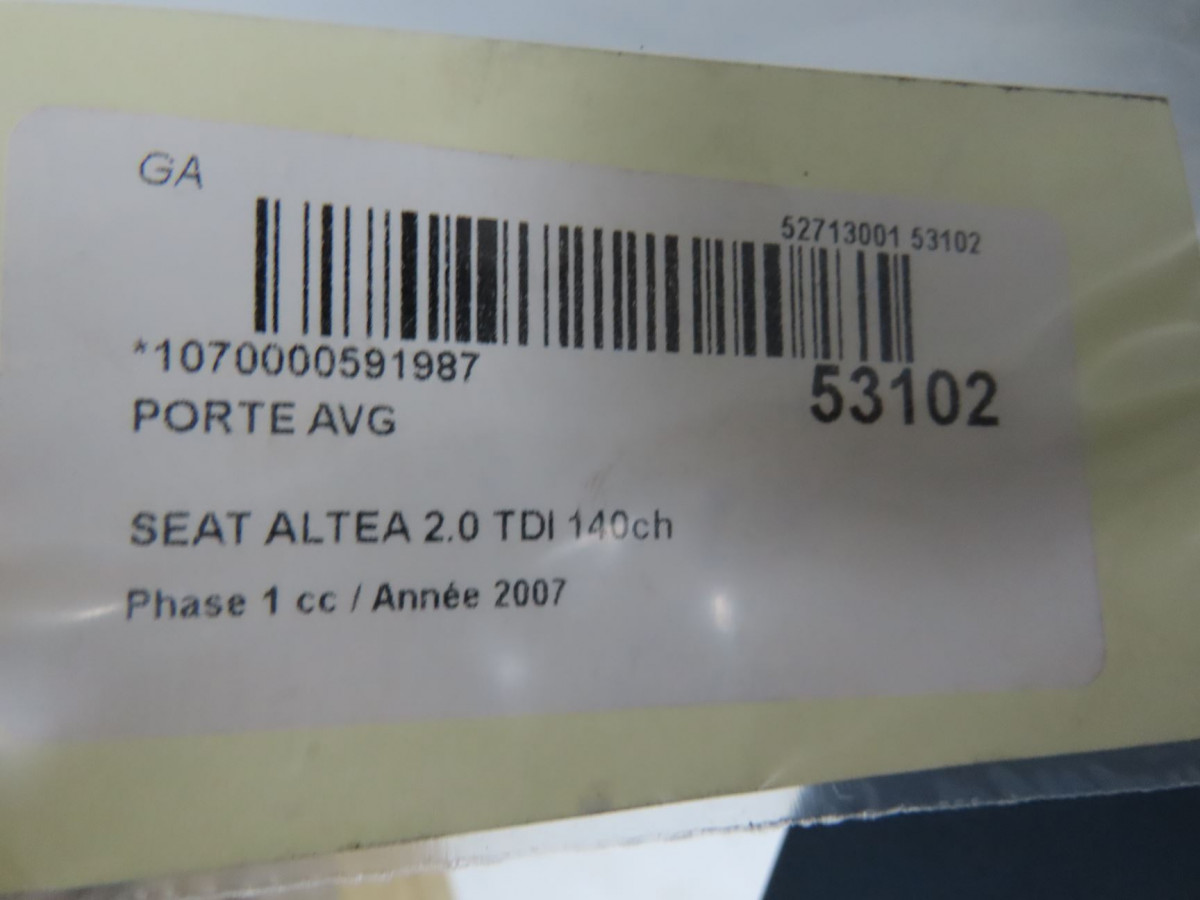 GA
52713001 53102
*1070000591987
53102
PORTE AVG
SEAT ALTEA 2.0 TDI 140ch
Phase 1 cc / Année 2007